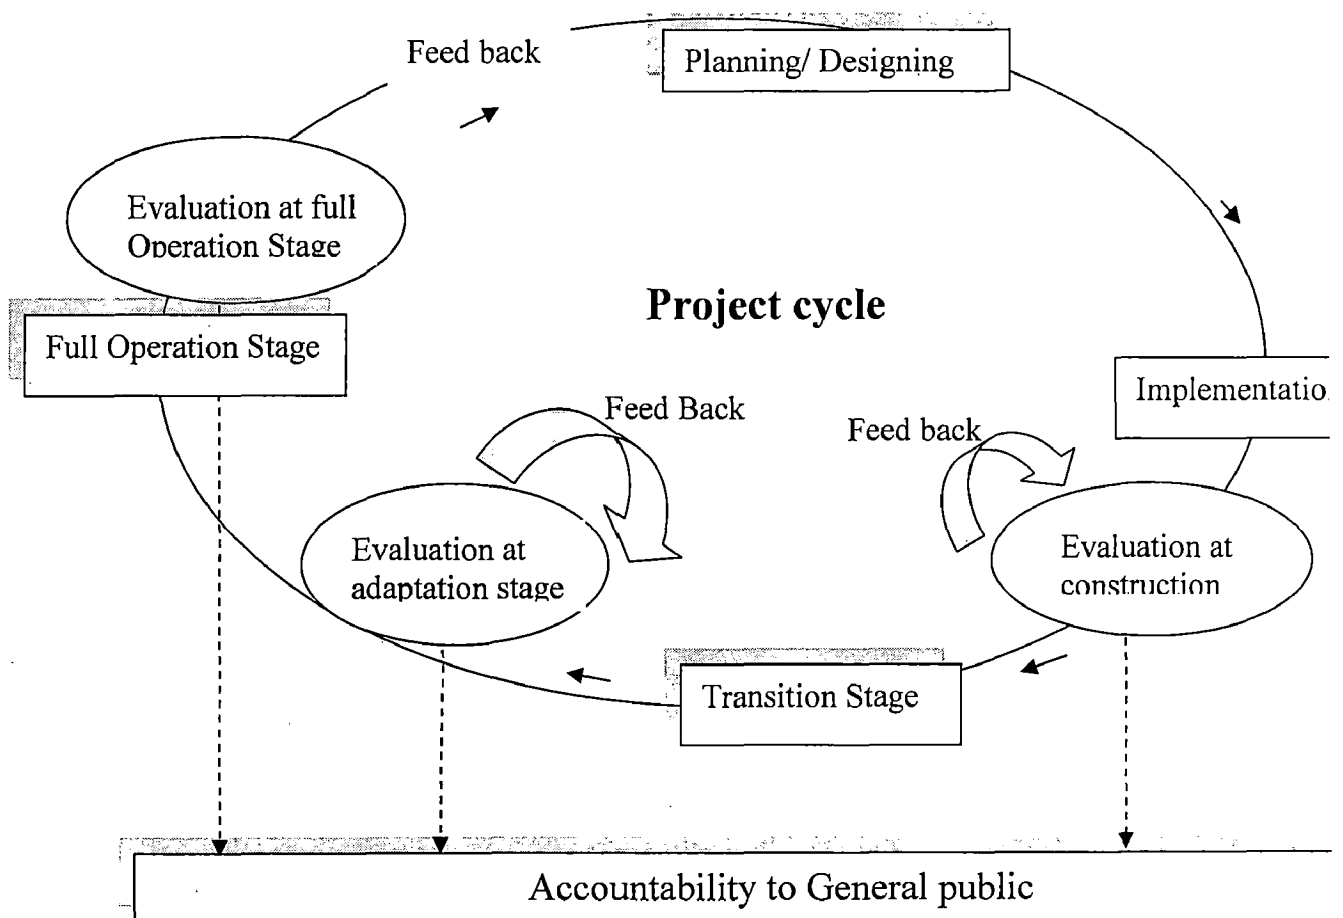 Feed back
Planning/ Designing
Evaluation at full
Operation Stage
Project cycle
Full Operation Stage
Implementatio
Feed Back
Feed back
Evaluation at
adaptation stage
Evaluation at
construction
Transition Stage
Accountability to General public